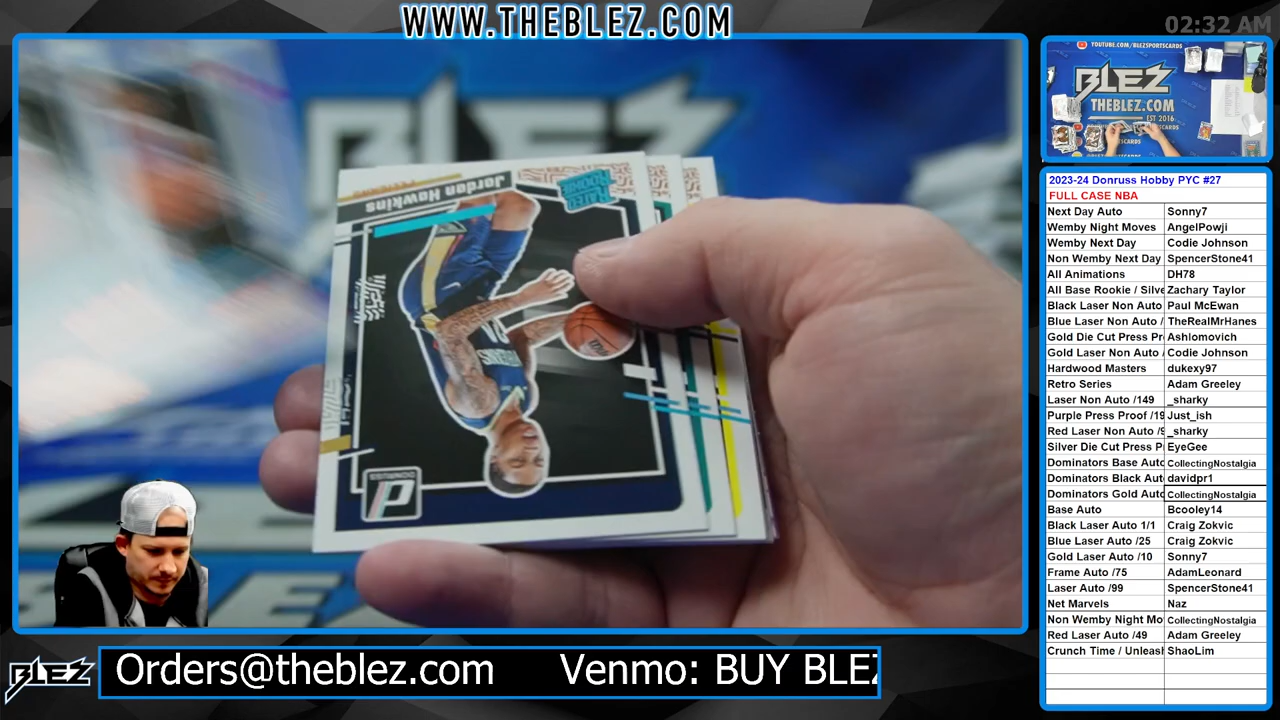 WWW.THEBLEZ.COM
02:32 AM
YOUTUBE.COM/BLEZSPORTSCARDS
BLEZ
THEBLEZ.COM
EST 2016
Jordan Hawkins
RATED ROOKIE
DONRUSS
2023-24 Donruss Hobby PYC #27
FULL CASE NBA
Next Day Auto Sonny7
Wemby Night Moves AngelPowji
Wemby Next Day Codie Johnson
Non Wemby Next Day SpencerStone41
All Animations DH78
All Base Rookie / Silve Zachary Taylor
Black Laser Non Auto Paul McEwan
Blue Laser Non Auto / TheRealMrHanes
Gold Die Cut Press Pr Ashlomovich
Gold Laser Non Auto / Codie Johnson
Hardwood Masters dukexy97
Retro Series Adam Greeley
Laser Non Auto /149 _sharky
Purple Press Proof /19 Just_ish
Red Laser Non Auto /9 _sharky
Silver Die Cut Press P EyeGee
Dominators Base Auto CollectingNostalgia
Dominators Black Aut davidpr1
Dominators Gold Auto CollectingNostalgia
Base Auto Bcooley14
Black Laser Auto 1/1 Craig Zokvic
Blue Laser Auto /25 Craig Zokvic
Gold Laser Auto /10 Sonny7
Frame Auto /75 AdamLeonard
Laser Auto /99 SpencerStone41
Net Marvels Naz
Non Wemby Night Mo CollectingNostalgia
Red Laser Auto /49 Adam Greeley
Crunch Time / Unleash ShaoLim
BLEZ
Orders@theblez.com Venmo: BUY BLEZ